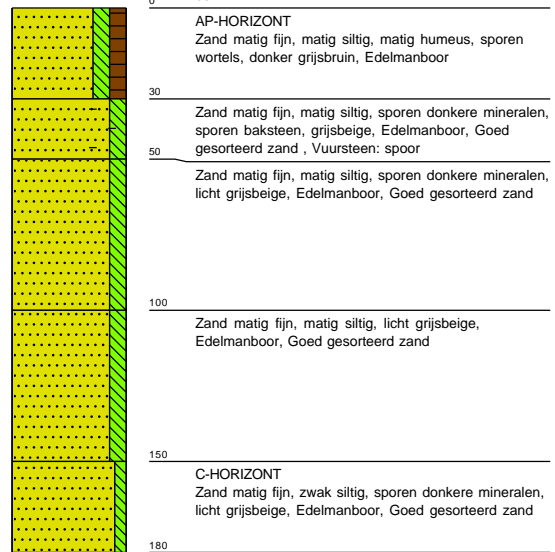 0
AP-HORIZONT
Zand matig fijn, matig siltig, matig humeus, sporen
wortels, donker grijsbruin, Edelmanboor
30
Zand matig fijn, matig siltig, sporen donkere mineralen,
sporen baksteen, grijsbeige, Edelmanboor, Goed
gesorteerd zand , Vuursteen: spoor
50
Zand matig fijn, matig siltig, sporen donkere mineralen,
licht grijsbeige, Edelmanboor, Goed gesorteerd zand
100
Zand matig fijn, matig siltig, licht grijsbeige,
Edelmanboor, Goed gesorteerd zand
150
C-HORIZONT
Zand matig fijn, zwak siltig, sporen donkere mineralen,
licht grijsbeige, Edelmanboor, Goed gesorteerd zand
180